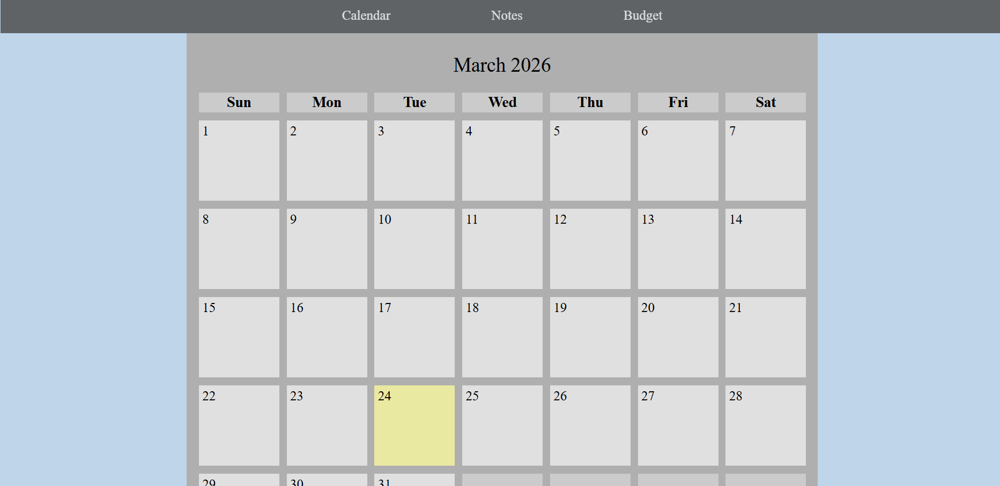 Calendar Notes Budget
March 2026
Sun Mon Tue Wed Thu Fri Sat
1 2 3 4 5 6 7
8 9 10 11 12 13 14
15 16 17 18 19 20 21
22 23 24 25 26 27 28
29 30 31